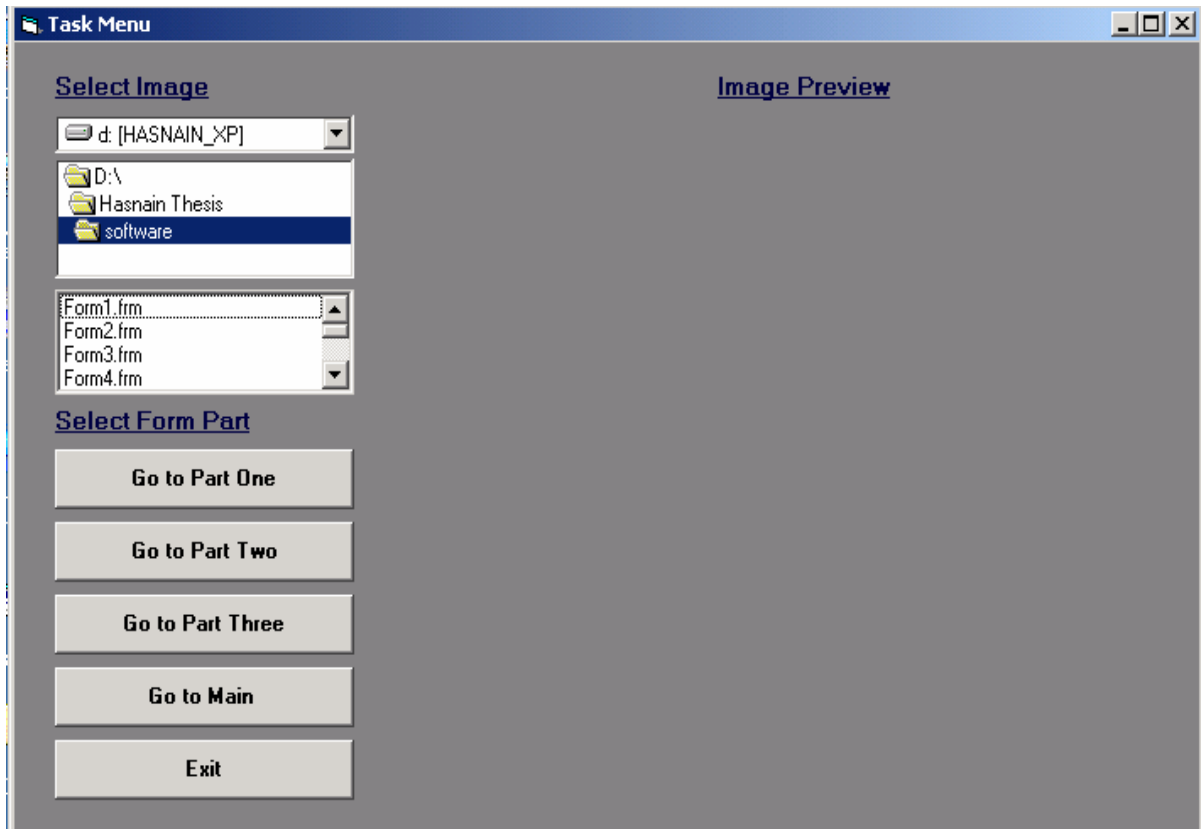 Task Menu
Select Image
Image Preview
d: [HASNAIN_XP]
D:\
Hasnain Thesis
software
Form1.frm
Form2.frm
Form3.frm
Form4.frm
Select Form Part
Go to Part One
Go to Part Two
Go to Part Three
Go to Main
Exit